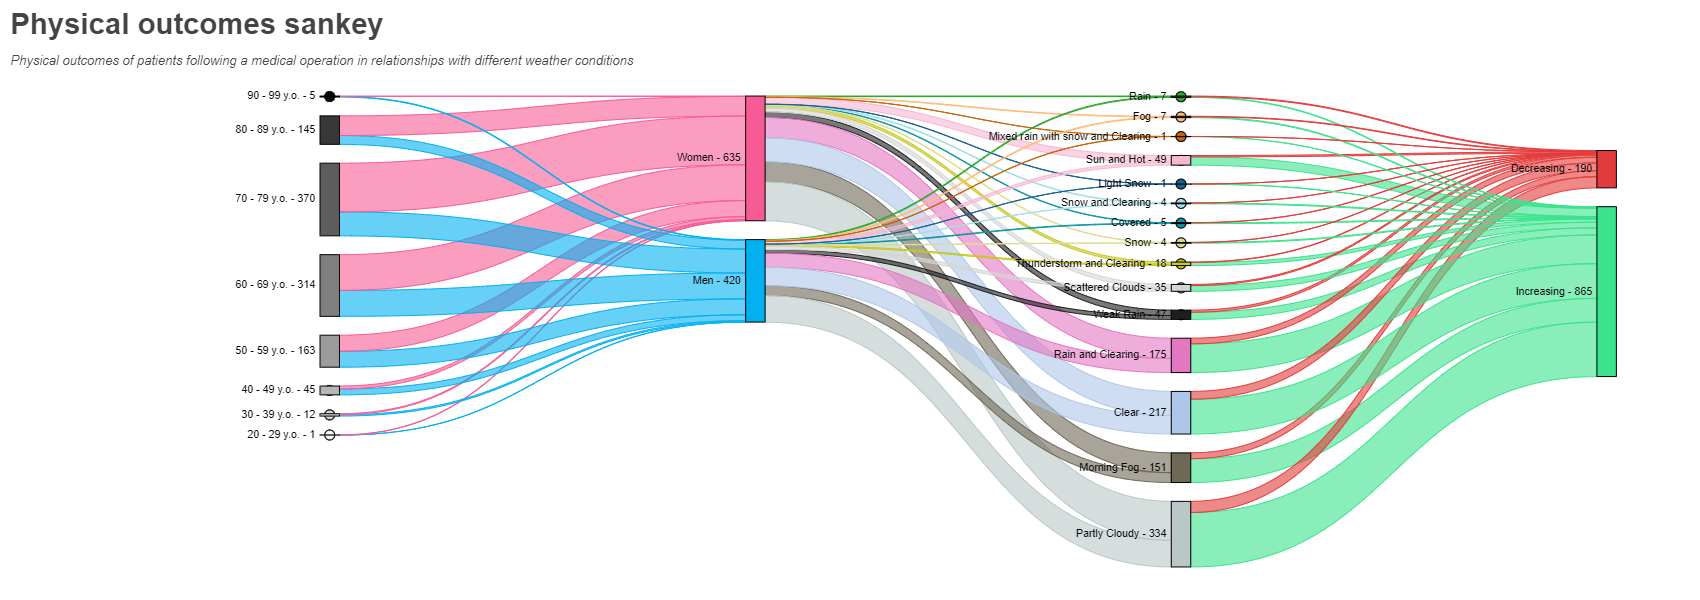 Physical outcomes sankey
Physical outcomes of patients following a medical operation in relationships with different weather conditions
90 - 99 y.o. - 5
80 - 89 y.o. - 145
70 - 79 y.o. - 370
60 - 69 y.o. - 314
50 - 59 y.o. - 163
40 - 49 y.o. - 45
30 - 39 y.o. - 12
20 - 29 y.o. - 1
Women - 635
Men - 420
Rain - 7
Fog - 7
Mixed rain with snow and Clearing - 1
Sun and Hot - 49
Light Snow - 1
Snow and Clearing - 4
Covered - 5
Snow - 4
Thunderstorm and Clearing - 18
Scattered Clouds - 35
Weak Rain - 47
Rain and Clearing - 175
Clear - 217
Morning Fog - 151
Partly Cloudy - 334
Decreasing - 190
Increasing - 865